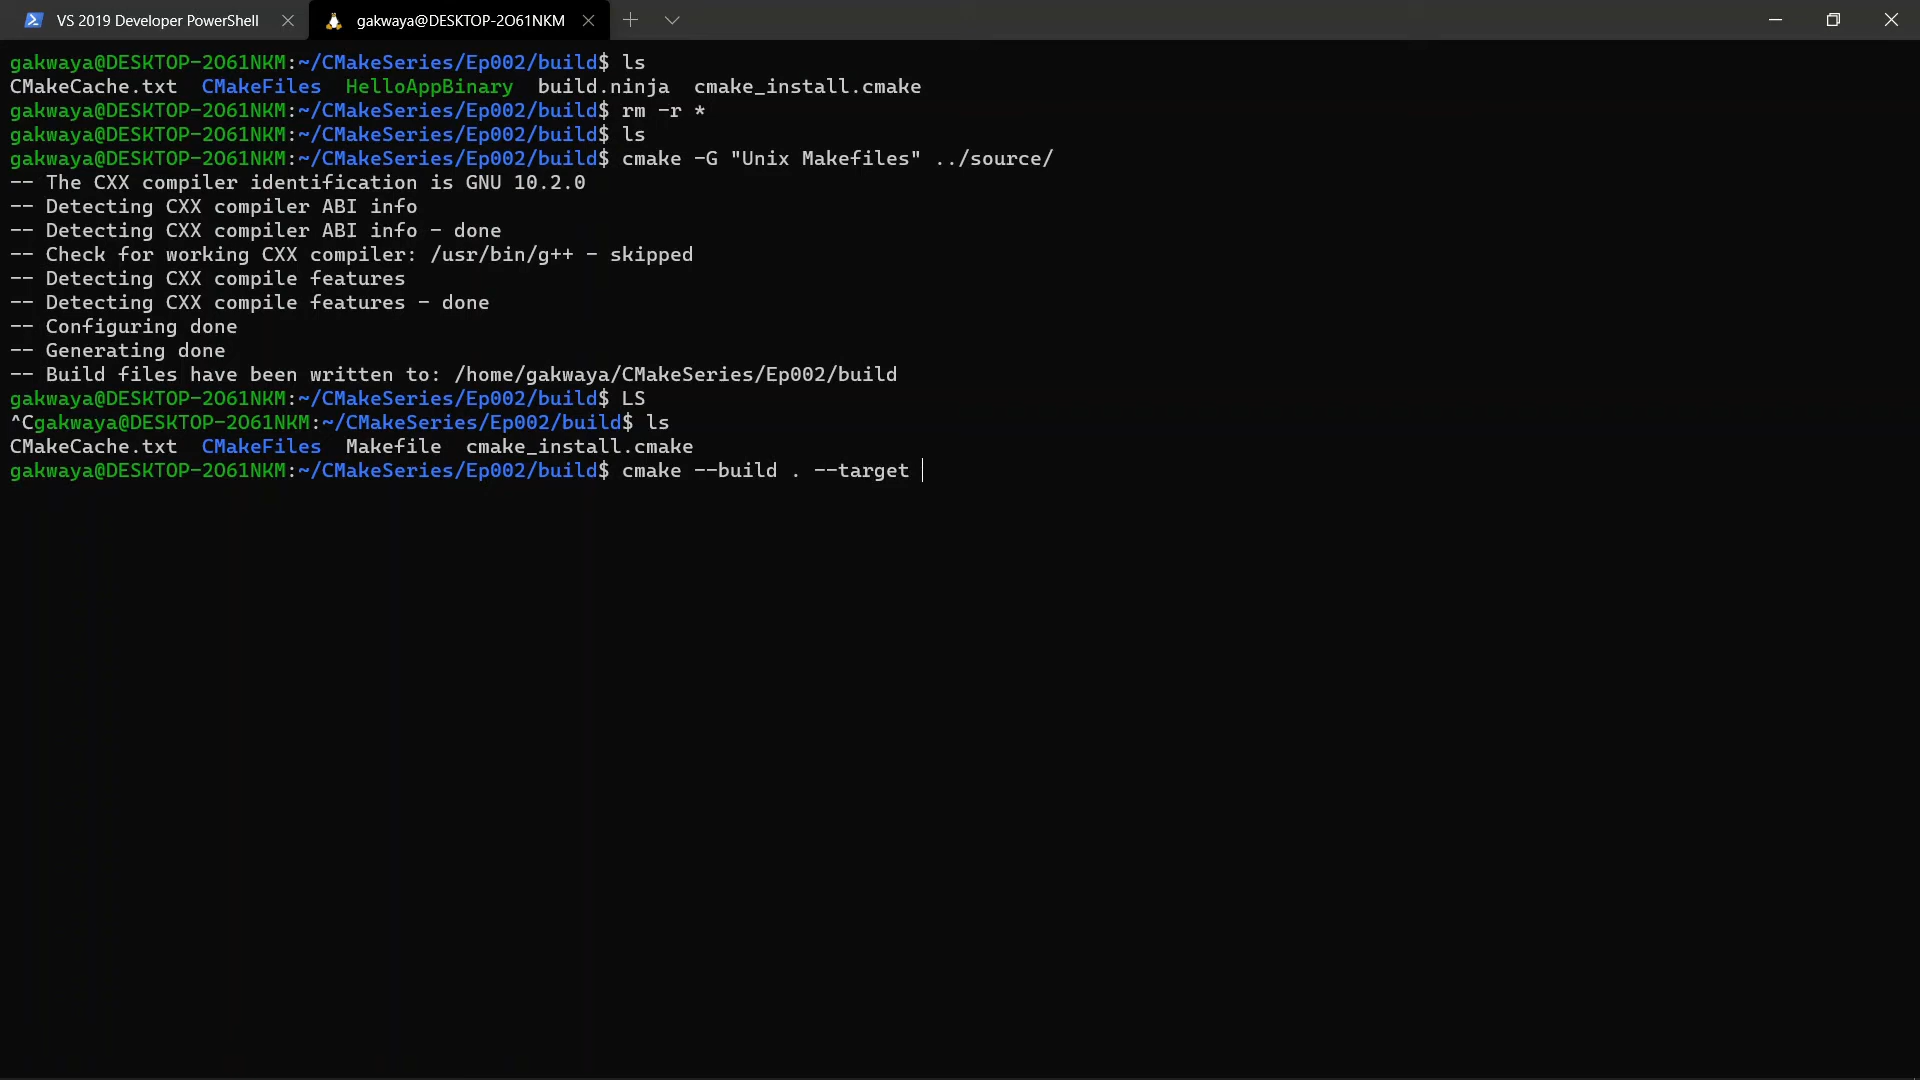 VS 2019 Developer PowerShell
gakwaya@DESKTOP-2O61NKM
gakwaya@DESKTOP-2O61NKM:~/CMakeSeries/Ep002/build$ ls
CMakeCache.txt  CMakeFiles  HelloAppBinary  build.ninja  cmake_install.cmake
gakwaya@DESKTOP-2O61NKM:~/CMakeSeries/Ep002/build$ rm -r *
gakwaya@DESKTOP-2O61NKM:~/CMakeSeries/Ep002/build$ ls
gakwaya@DESKTOP-2O61NKM:~/CMakeSeries/Ep002/build$ cmake -G "Unix Makefiles" ../source/
-- The CXX compiler identification is GNU 10.2.0
-- Detecting CXX compiler ABI info
-- Detecting CXX compiler ABI info - done
-- Check for working CXX compiler: /usr/bin/g++ - skipped
-- Detecting CXX compile features
-- Detecting CXX compile features - done
-- Configuring done
-- Generating done
-- Build files have been written to: /home/gakwaya/CMakeSeries/Ep002/build
gakwaya@DESKTOP-2O61NKM:~/CMakeSeries/Ep002/build$ LS
^Cgakwaya@DESKTOP-2O61NKM:~/CMakeSeries/Ep002/build$ ls
CMakeCache.txt  CMakeFiles  Makefile  cmake_install.cmake
gakwaya@DESKTOP-2O61NKM:~/CMakeSeries/Ep002/build$ cmake --build . --target